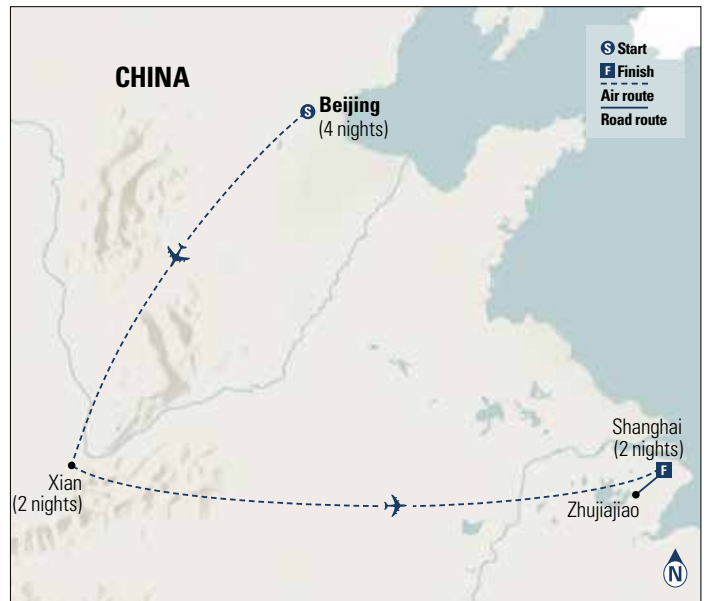 CHINA
S Start
F Finish
Air route
Road route
S Beijing
(4 nights)
Xian
(2 nights)
Shanghai
(2 nights)
F
Zhujiajiao
N